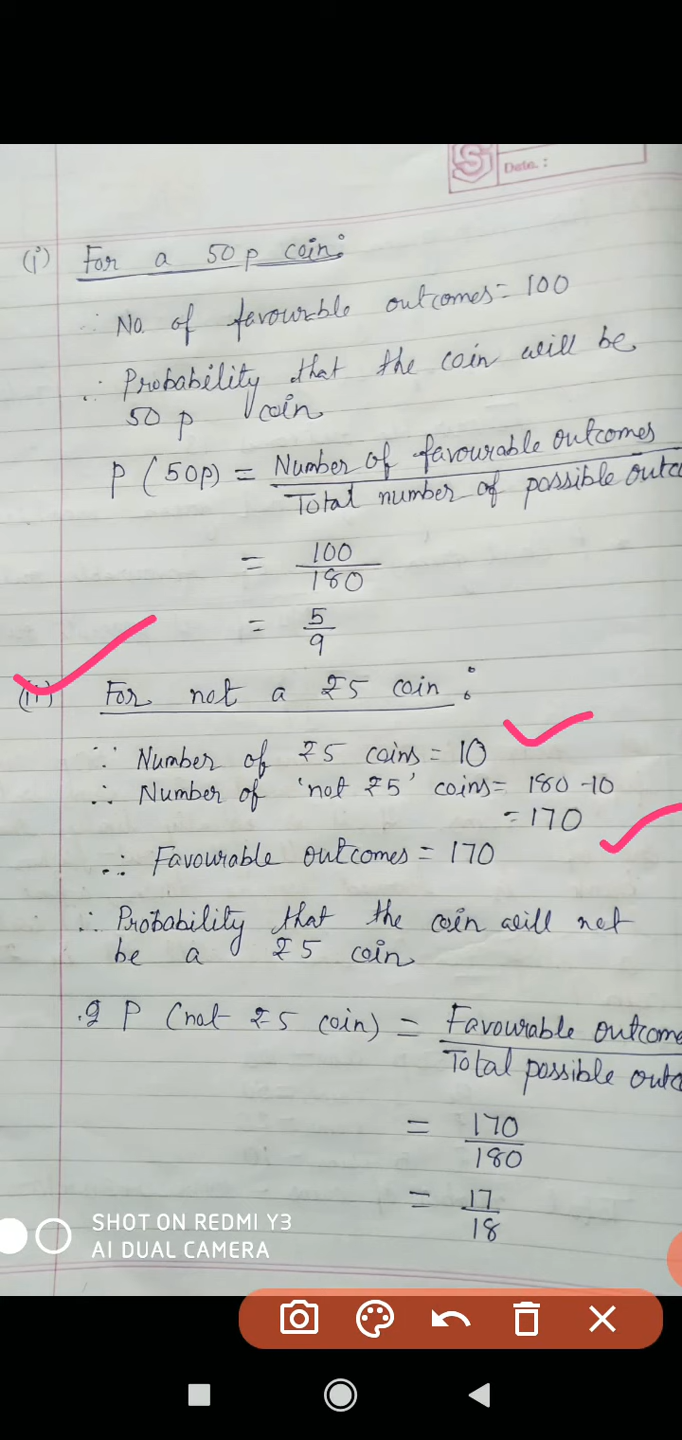 Date. :
(i) For a 50 p coin:
∴ No. of favourable outcomes = 100
∴ Probability that the coin will be
50 p coin
P (50p) = Number of favourable outcomes
Total number of possible outc
= 100
180
= 5
9
(ii) For not a ₹5 coin :
∵ Number of ₹5 coins = 10
∴ Number of 'not ₹5' coins = 180 - 10
= 170
∴ Favourable outcomes = 170
∴ Probability that the coin will not
be a ₹5 coin
P (not ₹5 coin) = Favourable outcome
Total possible outc
= 170
180
= 17
18
SHOT ON REDMI Y3
AI DUAL CAMERA